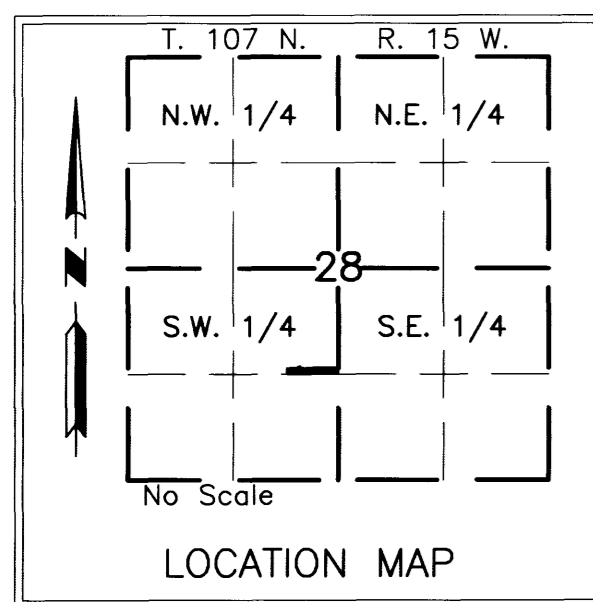 T. 107 N. R. 15 W.
N.W. 1/4 N.E. 1/4
N
28
S.W. 1/4 S.E. 1/4
No Scale
LOCATION MAP